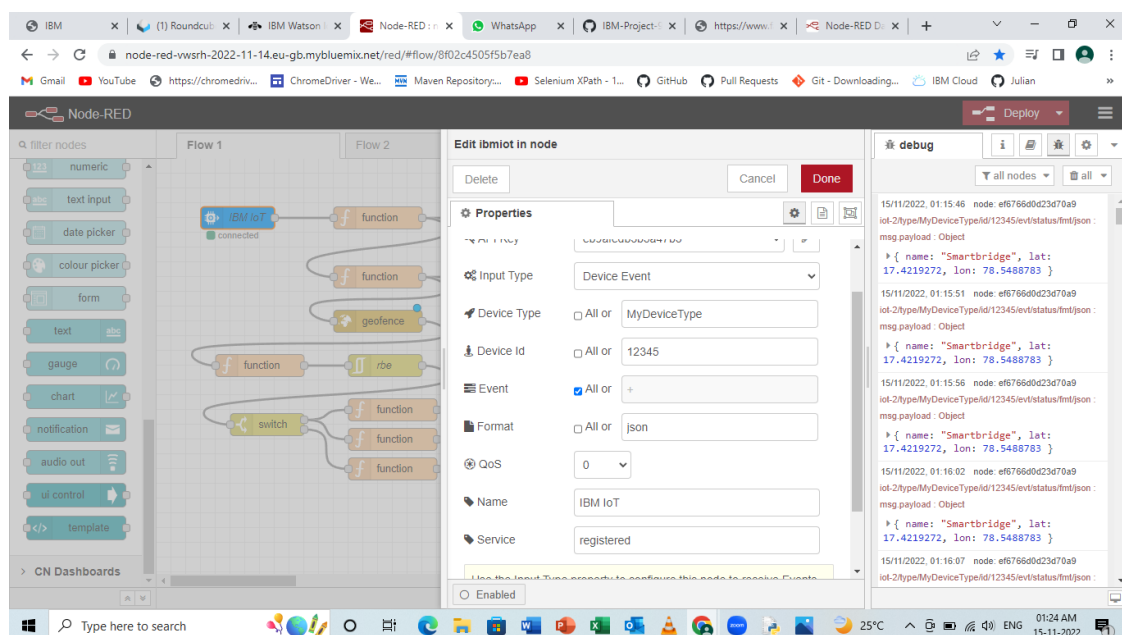 IBM
(1) Roundcub
IBM Watson
Node-RED : n
WhatsApp
IBM-Project-
https://www.f
Node-RED Da
node-red-vwsrh-2022-11-14.eu-gb.mybluemix.net/red/#flow/8f02c4505f5b7ea8
Gmail YouTube https://chromedriv... ChromeDriver - We... Maven Repository:... Selenium XPath - 1... GitHub Pull Requests Git - Downloading... IBM Cloud Julian »
Node-RED
Deploy
filter nodes
Flow 1
Flow 2
numeric
text input
date picker
colour picker
form
text
gauge
chart
notification
audio out
ui control
template
CN Dashboards
IBM IoT
connected
function
function
geofence
function
rbe
switch
function
function
function
Edit ibmiot in node
Delete
Cancel
Done
Properties
Input Type Device Event
Device Type All or MyDeviceType
Device Id All or 12345
Event All or +
Format All or json
QoS 0
Name IBM IoT
Service registered
Use the Input Type property to configure this node to receive Events
Enabled
debug
all nodes
all
15/11/2022, 01:15:46 node: ef6766d0d23d70a9
iot-2/type/MyDeviceType/id/12345/evt/status/fmt/json :
msg.payload : Object
{ name: "Smartbridge", lat:
17.4219272, lon: 78.5488783 }
15/11/2022, 01:15:51 node: ef6766d0d23d70a9
iot-2/type/MyDeviceType/id/12345/evt/status/fmt/json :
msg.payload : Object
{ name: "Smartbridge", lat:
17.4219272, lon: 78.5488783 }
15/11/2022, 01:15:56 node: ef6766d0d23d70a9
iot-2/type/MyDeviceType/id/12345/evt/status/fmt/json :
msg.payload : Object
{ name: "Smartbridge", lat:
17.4219272, lon: 78.5488783 }
15/11/2022, 01:16:02 node: ef6766d0d23d70a9
iot-2/type/MyDeviceType/id/12345/evt/status/fmt/json :
msg.payload : Object
{ name: "Smartbridge", lat:
17.4219272, lon: 78.5488783 }
15/11/2022, 01:16:07 node: ef6766d0d23d70a9
iot-2/type/MyDeviceType/id/12345/evt/status/fmt/json :
Type here to search
25°C
ENG
01:24 AM
15-11-2022